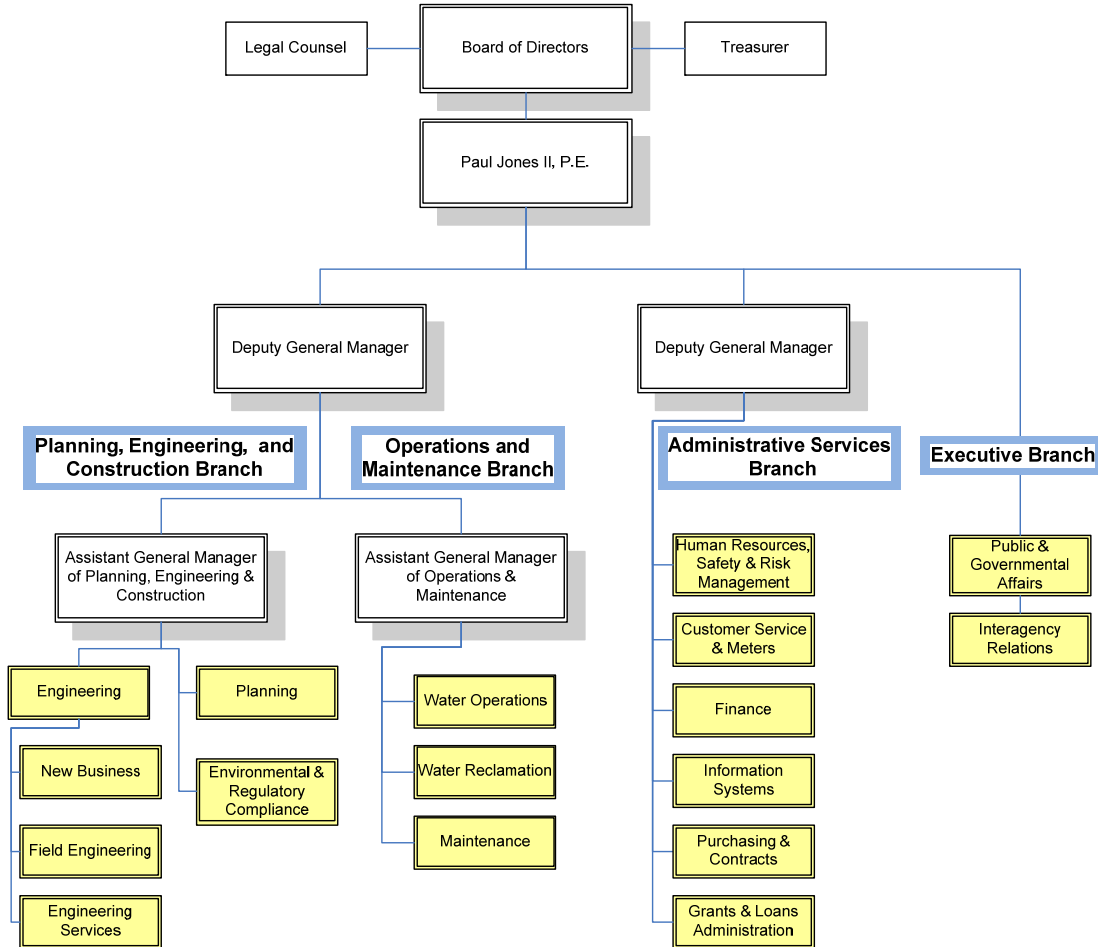 Legal Counsel
Board of Directors
Treasurer
Paul Jones II, P.E.
Deputy General Manager
Deputy General Manager
Planning, Engineering, and
Construction Branch
Operations and
Maintenance Branch
Administrative Services
Branch
Executive Branch
Assistant General Manager
of Planning, Engineering &
Construction
Assistant General Manager
of Operations &
Maintenance
Human Resources,
Safety & Risk
Management
Public &
Governmental
Affairs
Customer Service
& Meters
Interagency
Relations
Engineering
Planning
Water Operations
Finance
New Business
Environmental &
Regulatory
Compliance
Water Reclamation
Information
Systems
Field Engineering
Maintenance
Purchasing &
Contracts
Engineering
Services
Grants & Loans
Administration